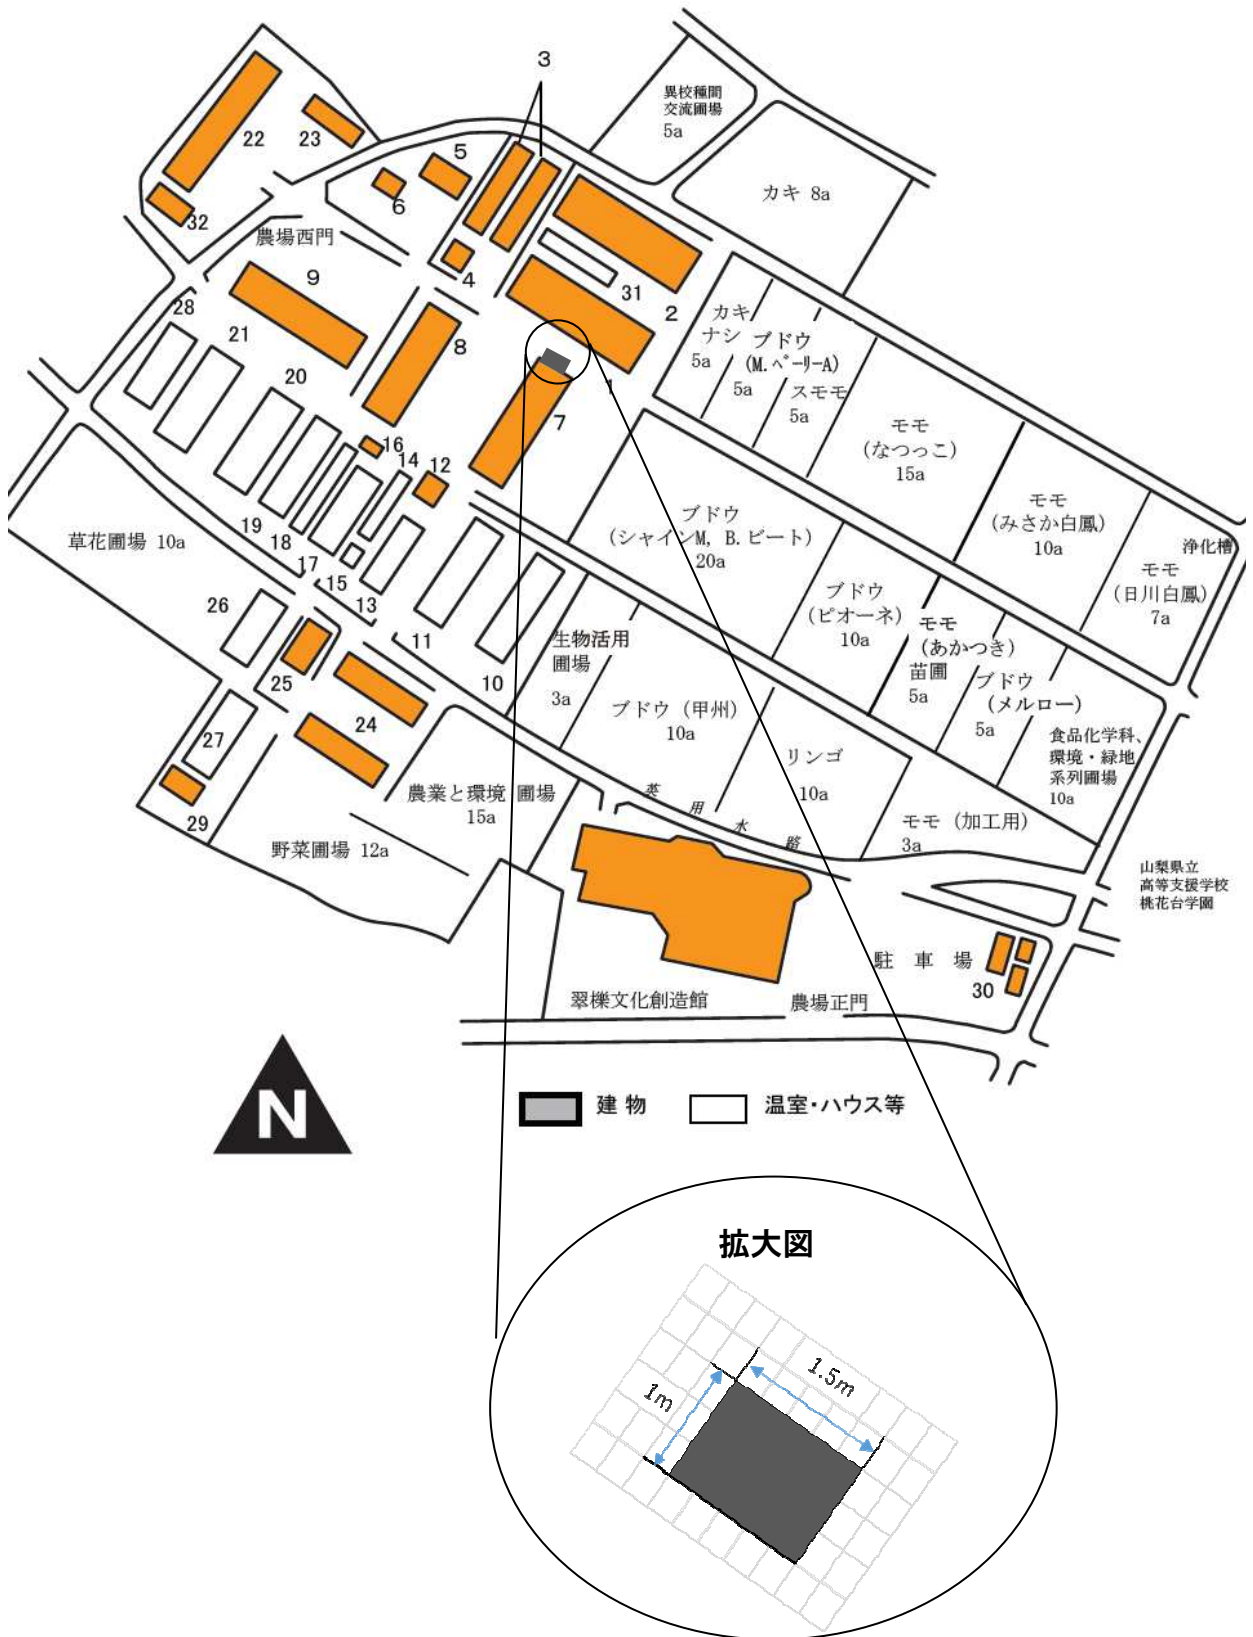 3
異校種間
交流圃場
5a
カキ 8a
22
23
5
6
32
農場西門
4
31
2
9
28
21
8
20
1
7
カキ
ナシ
5a
ブドウ
(M.ベーリーA)
5a
スモモ
5a
モモ
(なつっこ)
15a
モモ
(みさか白鳳)
10a
浄化槽
モモ
(日川白鳳)
7a
16
14
12
ブドウ
(シャインM, B.ビート)
20a
ブドウ
(ピオーネ)
10a
モモ
(あかつき)
苗圃
5a
ブドウ
(メルロー)
5a
食品化学科、
環境・緑地
系列圃場
10a
草花圃場 10a
19
18
17
15
13
11
10
26
25
24
27
29
生物活用
圃場
3a
ブドウ (甲州)
10a
リンゴ
10a
モモ (加工用)
3a
農業と環境 圃場
15a
野菜圃場 12a
用
水
路
山梨県立
高等支援学校
桃花台学園
駐 車 場
30
翠櫟文化創造館
農場正門
N
建 物
温室・ハウス等
拡大図
1.5m
1m